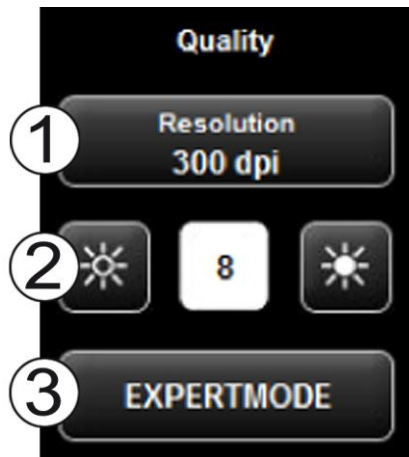 Quality
1
Resolution
300 dpi
2
8
3
EXPERTMODE